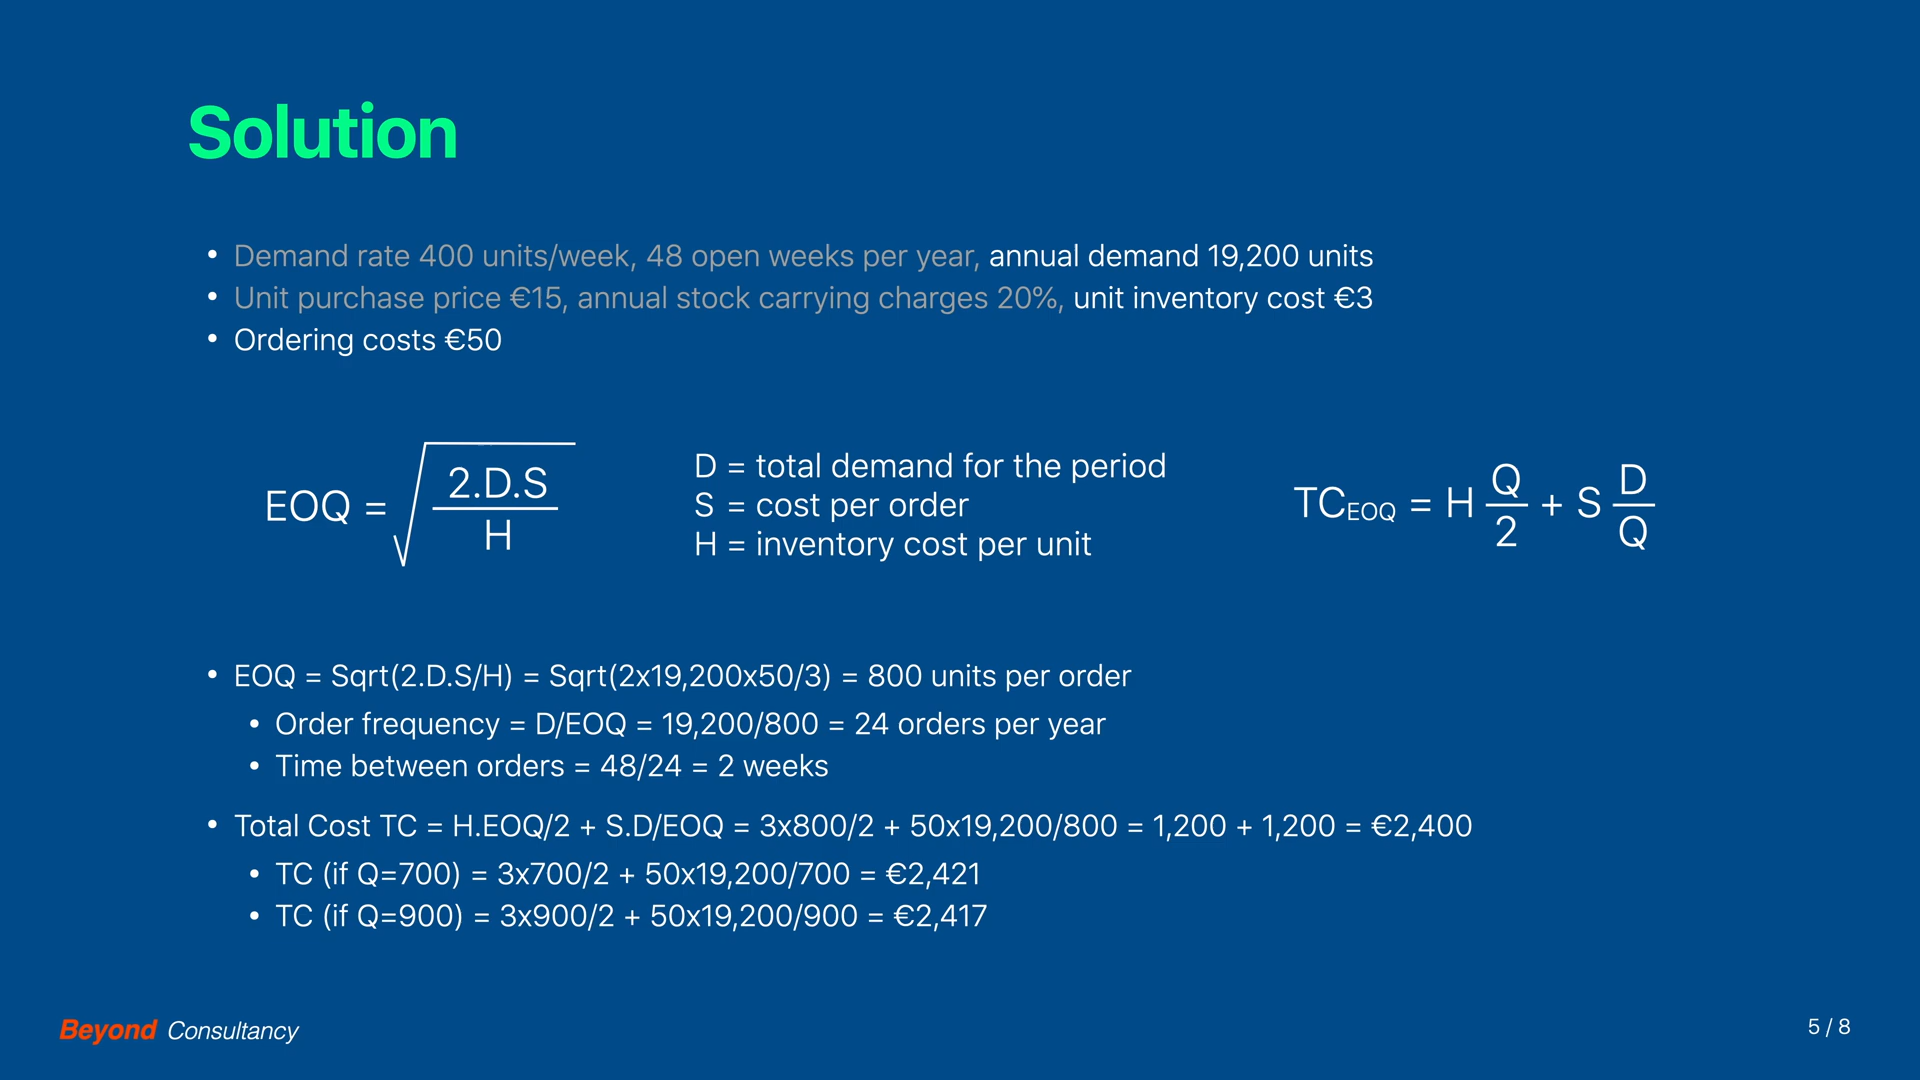 Solution
• Demand rate 400 units/week, 48 open weeks per year, annual demand 19,200 units
• Unit purchase price €15, annual stock carrying charges 20%, unit inventory cost €3
• Ordering costs €50
EOQ = √(2.D.S / H)
D = total demand for the period
S = cost per order
H = inventory cost per unit
TC_EOQ = H Q/2 + S D/Q
• EOQ = Sqrt(2.D.S/H) = Sqrt(2x19,200x50/3) = 800 units per order
• Order frequency = D/EOQ = 19,200/800 = 24 orders per year
• Time between orders = 48/24 = 2 weeks
• Total Cost TC = H.EOQ/2 + S.D/EOQ = 3x800/2 + 50x19,200/800 = 1,200 + 1,200 = €2,400
• TC (if Q=700) = 3x700/2 + 50x19,200/700 = €2,421
• TC (if Q=900) = 3x900/2 + 50x19,200/900 = €2,417
Beyond Consultancy
5 / 8